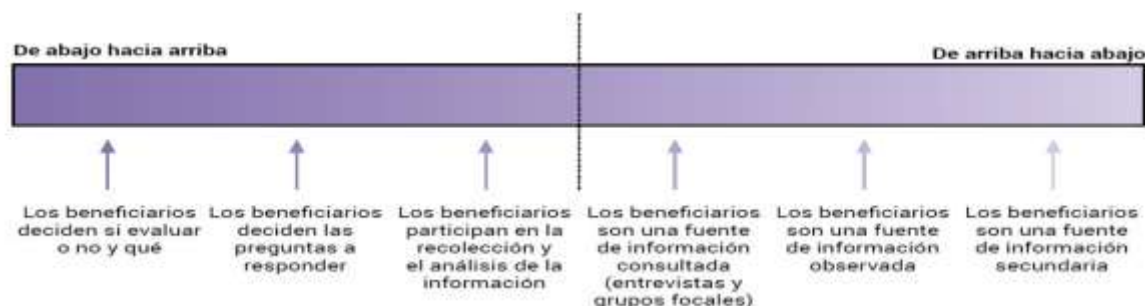 De abajo hacia arriba
De arriba hacia abajo
Los beneficiarios
deciden si evaluar
o no y qué
Los beneficiarios
deciden las
preguntas a
responder
Los beneficiarios
participan en la
recolección y
el análisis de la
información
Los beneficiarios
son una fuente
de información
consultada
(entrevistas y
grupos focales)
Los beneficiarios
son una fuente
de información
observada
Los beneficiarios
son una fuente
de información
secundaria